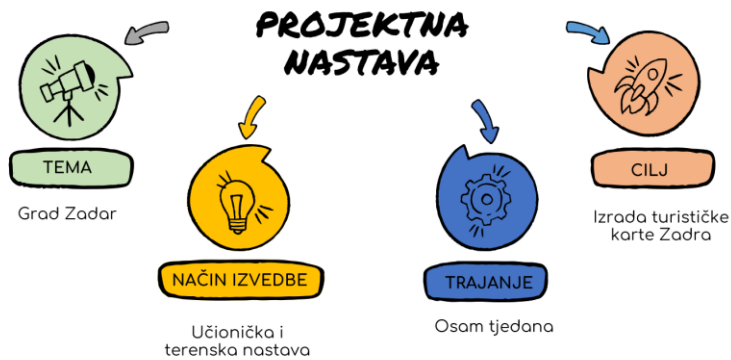 PROJEKTNA
NASTAVA
TEMA
Grad Zadar
NAČIN IZVEDBE
Učionička i
terenska nastava
TRAJANJE
Osam tjedana
CILJ
Izrada turističke
karte Zadra